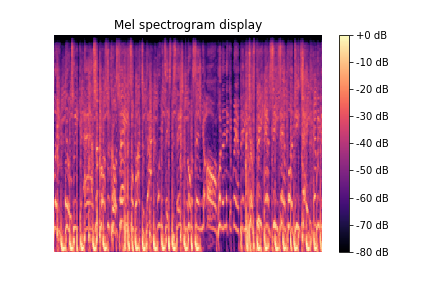 Mel spectrogram display
+0 dB
-10 dB
-20 dB
-30 dB
-40 dB
-50 dB
-60 dB
-70 dB
-80 dB